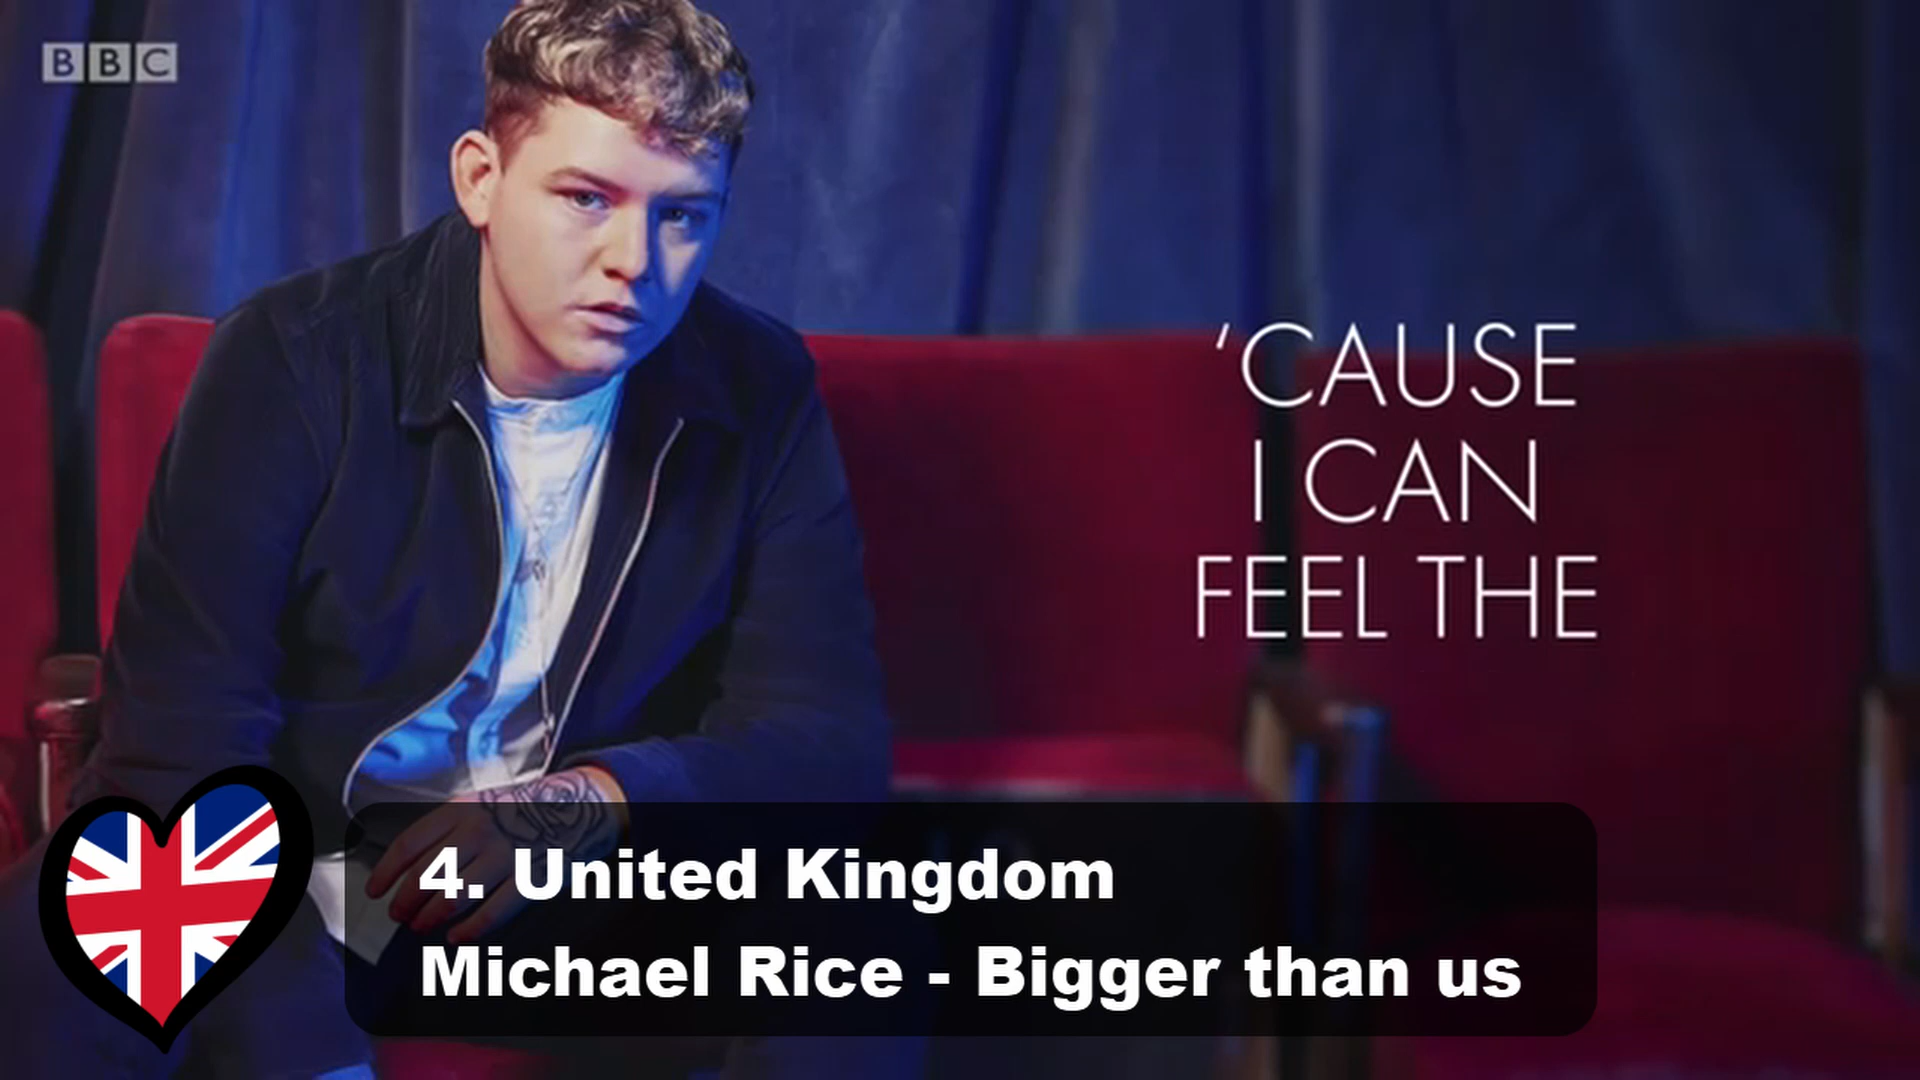 BBC
‘CAUSE
I CAN
FEEL THE
4. United Kingdom
Michael Rice - Bigger than us